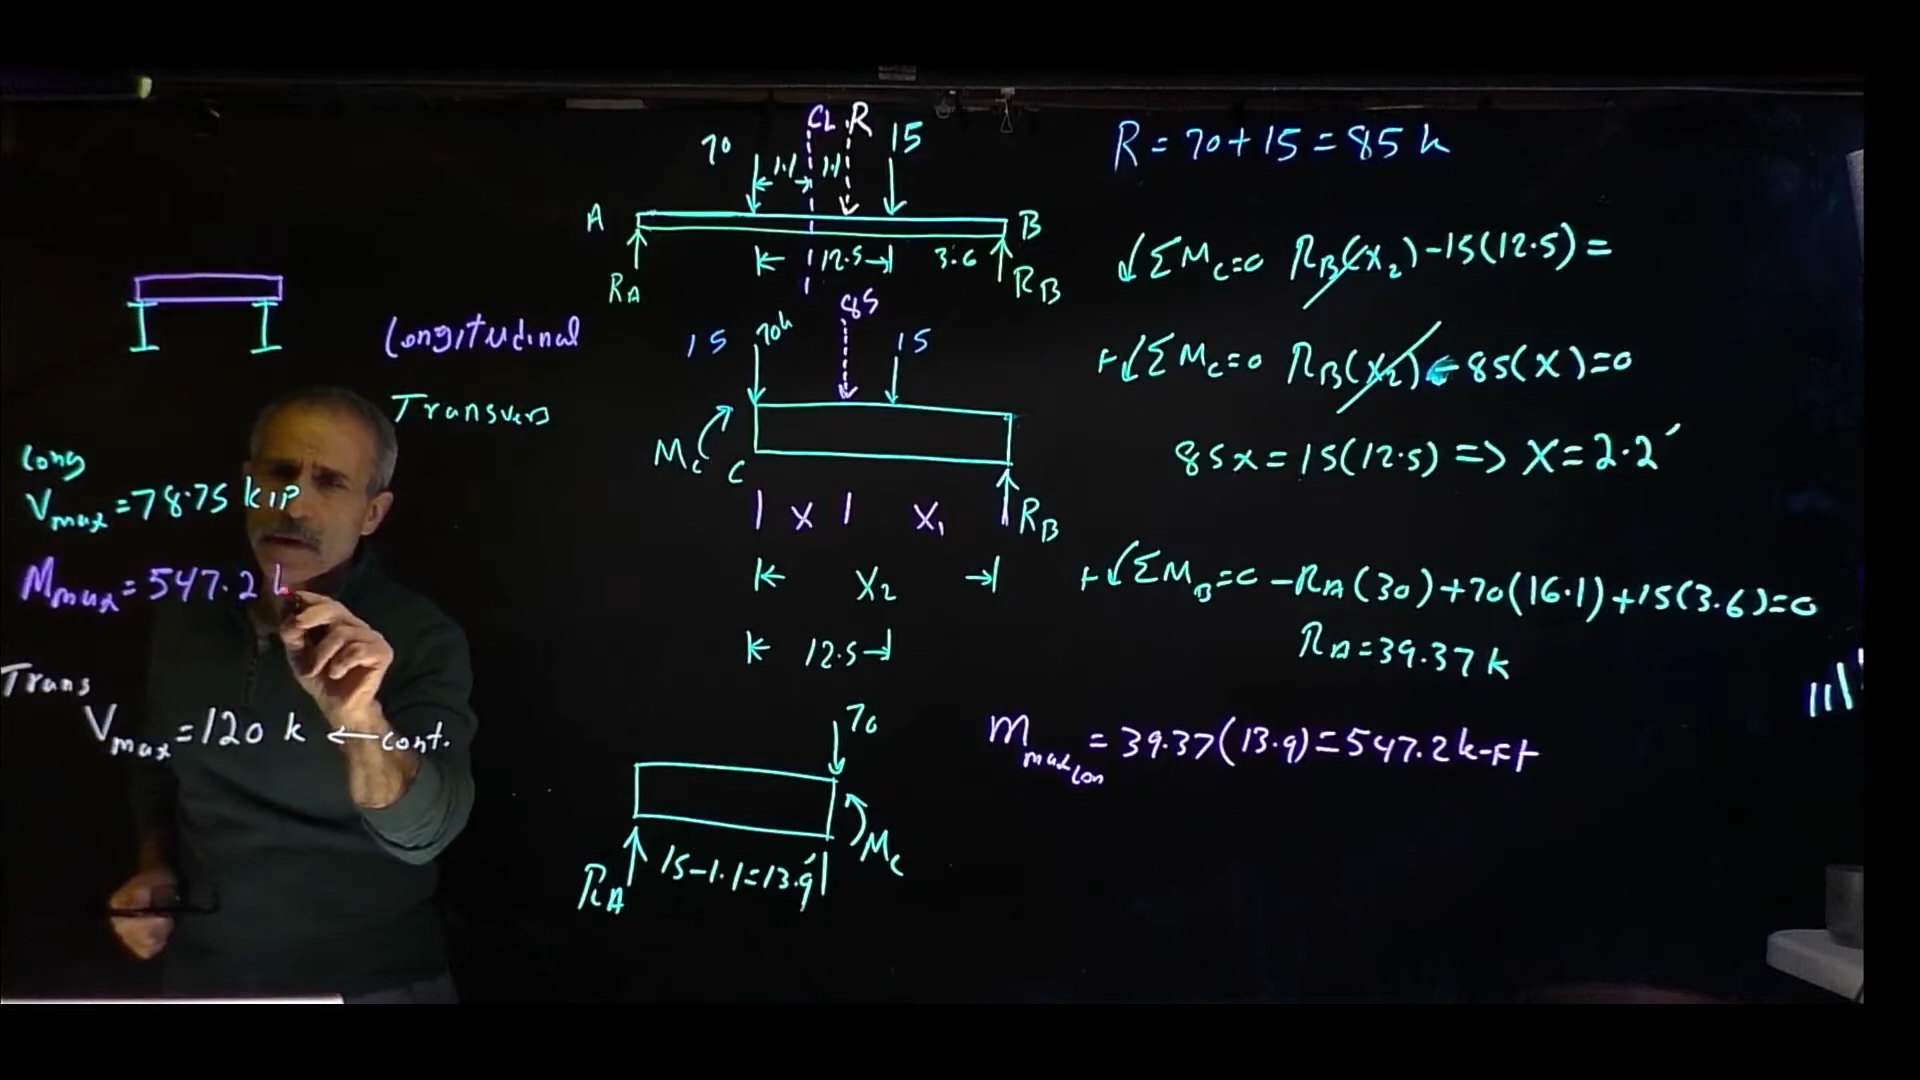 CL R
70 15
1.1 1.1
A B
12.5 3.6
RA RB
85
Longitudinal
Transvers
15 70k 15
Mc
C
X X1
RB
X2
12.5
70
RA 15-1.1=13.9' Mc
Long
Vmax=78.75 kip
Mmax=547.2 k
Trans
Vmax=120 k ← cont.
R=70+15=85 k
ΣMc=0 RB(x2)-15(12.5)=
+ΣMc=0 RB(x2)-85(x)=0
85x=15(12.5) => X=2.2'
+ΣMB=0 -RA(30)+70(16.1)+15(3.6)=0
RA=39.37 k
Mmax lon = 39.37(13.9)=547.2 k-Ft